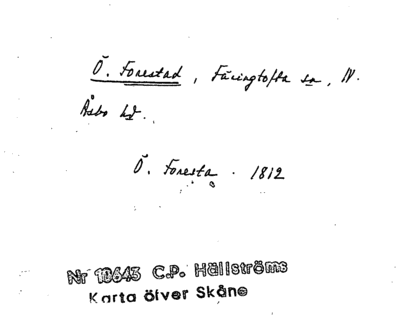 Ö. Forestad, Färingtofta sn, N.
Åsbo hd.
Ö. Foresta. 1812
Nr 10643 C.P. Hällströms
Karta öfver Skåne